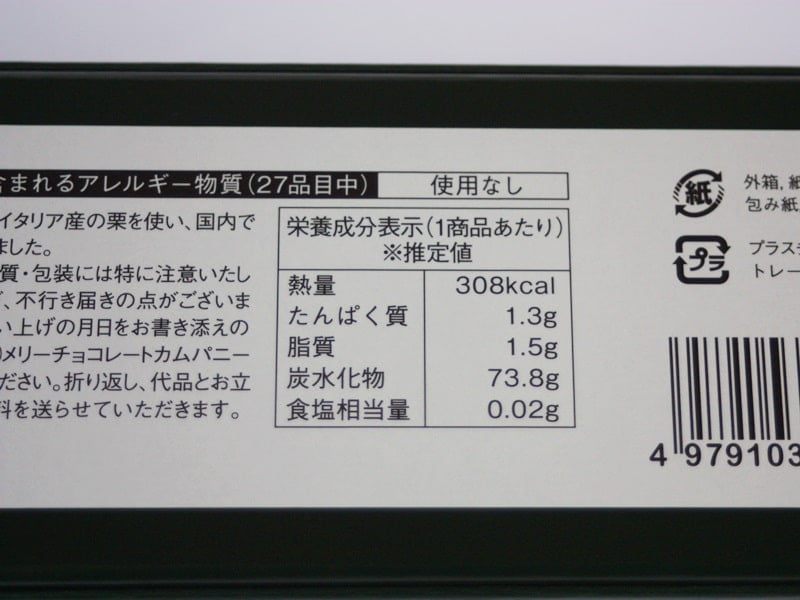 含まれるアレルギー物質（27品目中） 使用なし
イタリア産の栗を使い、国内で
ました。
質・包装には特に注意いたし
、不行き届きの点がございま
い上げの月日をお書き添えの
)メリーチョコレートカムパニー
ださい。折り返し、代品とお立
料を送らせていただきます。
栄養成分表示（1商品あたり）
※推定値
熱量 308kcal
たんぱく質 1.3g
脂質 1.5g
炭水化物 73.8g
食塩相当量 0.02g
紙
外箱，紙
包み紙，
プラ
プラスチ
トレー
4 979103